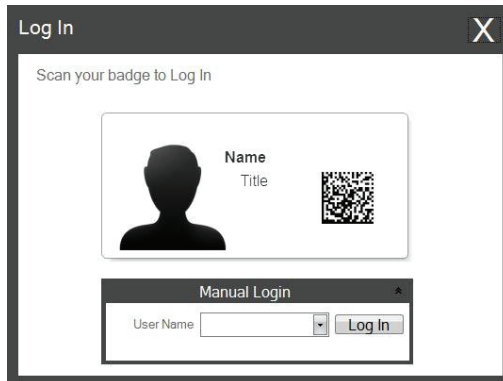 Log In
X
Scan your badge to Log In
Name
Title
Manual Login
User Name
Log In